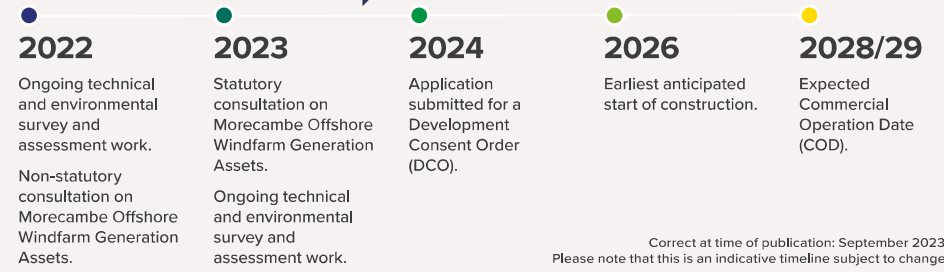 2022
Ongoing technical
and environmental
survey and
assessment work.
Non-statutory
consultation on
Morecambe Offshore
Windfarm Generation
Assets.
2023
Statutory
consultation on
Morecambe Offshore
Windfarm Generation
Assets.
Ongoing technical
and environmental
survey and
assessment work.
2024
Application
submitted for a
Development
Consent Order
(DCO).
2026
Earliest anticipated
start of construction.
2028/29
Expected
Commercial
Operation Date
(COD).
Correct at time of publication: September 2023
Please note that this is an indicative timeline subject to change